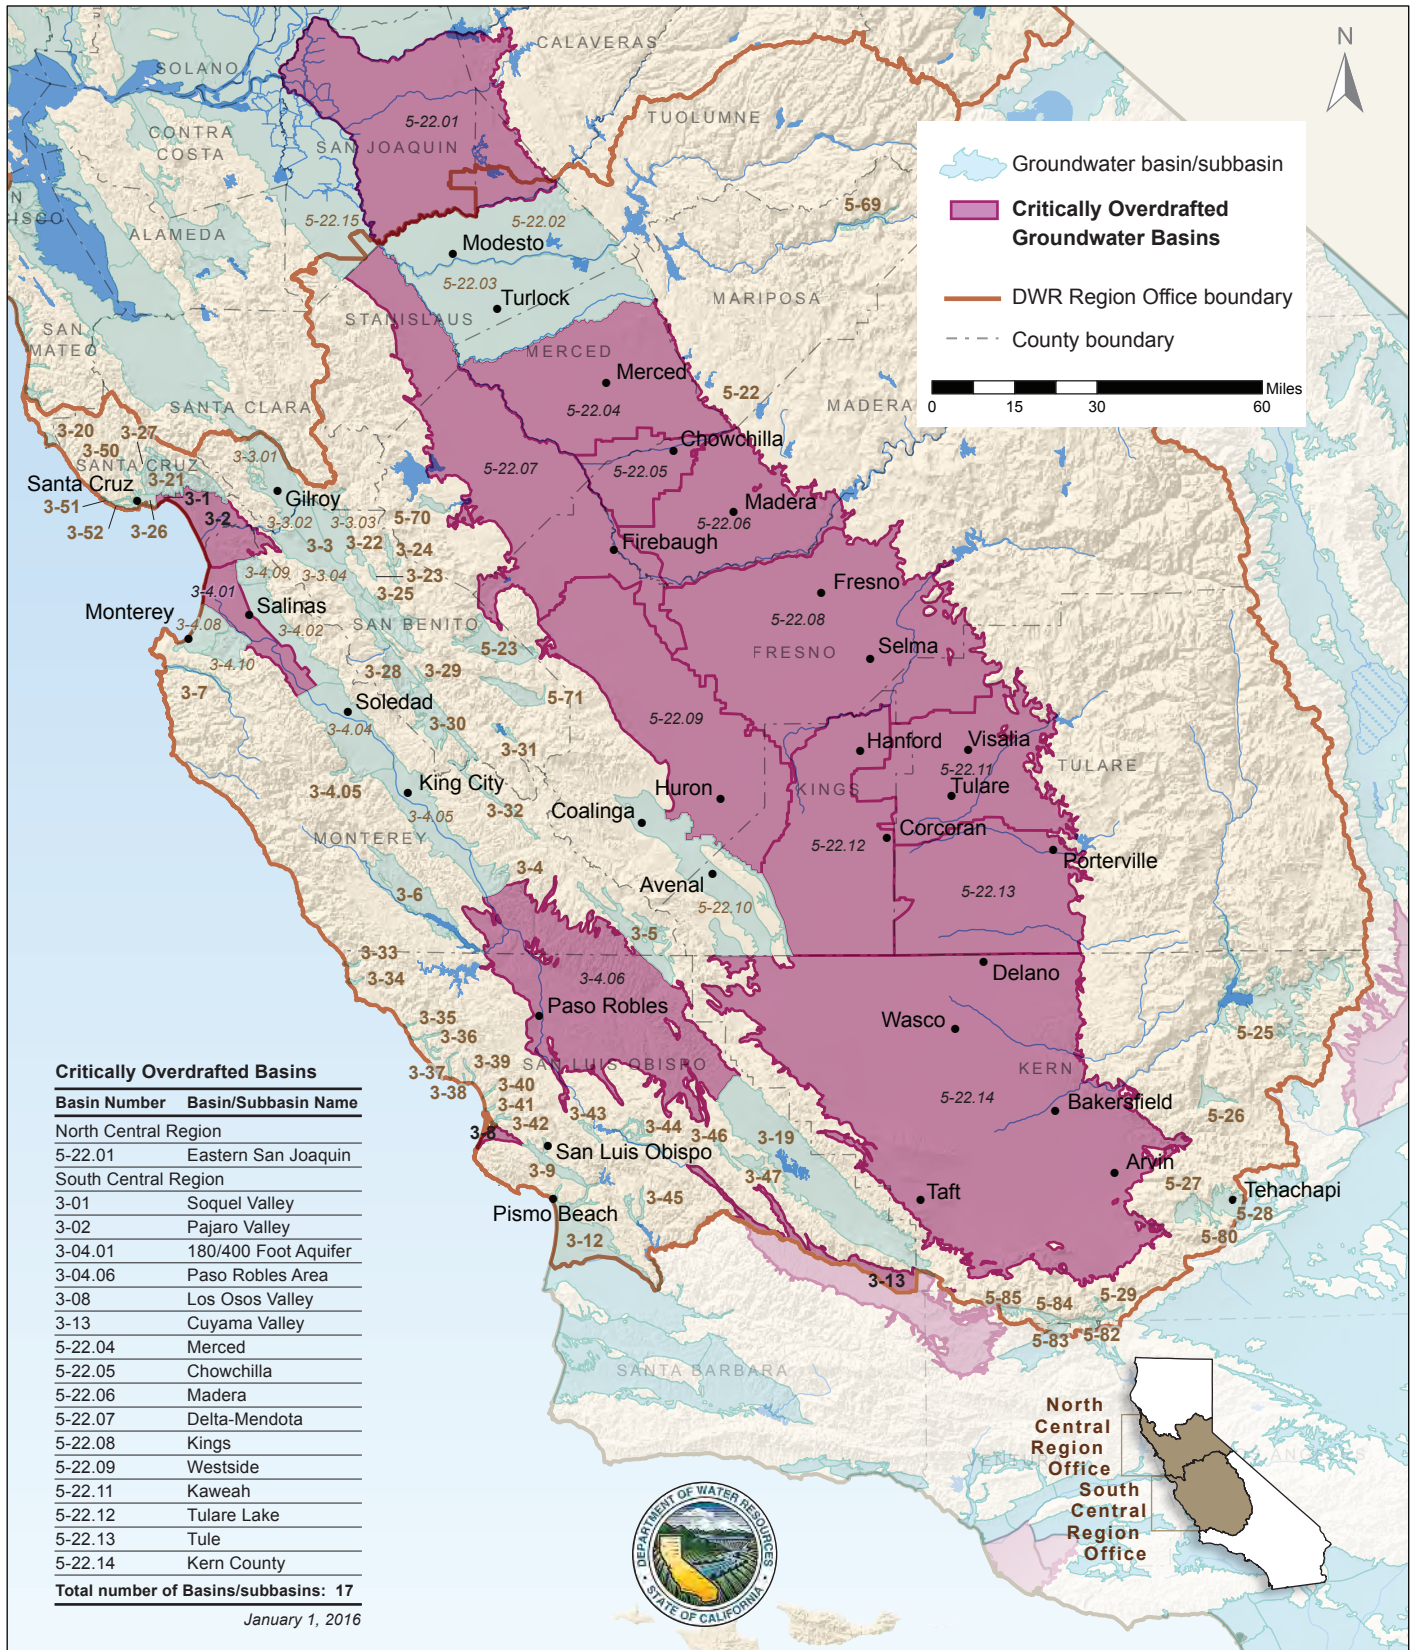 CALAVERAS
SOLANO
N
TUOLUMNE
5-22.01
CONTRA
COSTA
SAN JOAQUIN
Groundwater basin/subbasin
Critically Overdrafted
Groundwater Basins
DWR Region Office boundary
County boundary
Miles
0 15 30 60
5-69
N
ISCO
5-22.15
5-22.02
ALAMEDA
Modesto
5-22.03
Turlock
MARIPOSA
STANISLAUS
SAN
MATEO
MERCED
Merced
5-22
MADERA
SANTA CLARA
5-22.04
3-20
3-27
3-50
3-3.01
Chowchilla
SANTA CRUZ
3-21
5-22.07
5-22.05
Santa Cruz
3-1
Gilroy
3-51
3-2
3-3.02
3-3.03
5-70
Madera
5-22.06
3-52
3-26
3-3
3-22
3-24
Firebaugh
3-4.09
3-3.04
3-23
3-25
3-4.01
Fresno
Monterey
Salinas
3-4.08
3-4.02
SAN BENITO
5-22.08
5-23
FRESNO
Selma
3-4.10
3-28
3-29
3-7
5-71
Soledad
3-4.04
3-30
5-22.09
3-31
Hanford
Visalia
5-22.11
TULARE
King City
3-4.05
3-4.05
3-32
Huron
KINGS
Tulare
Coalinga
MONTEREY
Corcoran
5-22.12
Porterville
3-4
Avenal
5-22.10
5-22.13
3-6
3-5
3-33
3-34
3-4.06
Delano
Paso Robles
Wasco
3-35
3-36
5-25
3-39
3-37
3-38
SAN LUIS OBISPO
KERN
3-40
3-41
3-42
3-43
3-44
3-46
5-22.14
Bakersfield
5-26
3-8
3-19
San Luis Obispo
3-9
3-47
Arvin
5-27
3-45
Taft
Tehachapi
5-28
Pismo Beach
5-80
3-12
3-13
5-85
5-84
5-29
5-83
5-82
SANTA BARBARA
Critically Overdrafted Basins
Basin Number Basin/Subbasin Name
North Central Region
5-22.01 Eastern San Joaquin
South Central Region
3-01 Soquel Valley
3-02 Pajaro Valley
3-04.01 180/400 Foot Aquifer
3-04.06 Paso Robles Area
3-08 Los Osos Valley
3-13 Cuyama Valley
5-22.04 Merced
5-22.05 Chowchilla
5-22.06 Madera
5-22.07 Delta-Mendota
5-22.08 Kings
5-22.09 Westside
5-22.11 Kaweah
5-22.12 Tulare Lake
5-22.13 Tule
5-22.14 Kern County
Total number of Basins/subbasins: 17
January 1, 2016
DEPARTMENT OF WATER RESOURCES
STATE OF CALIFORNIA
North
Central
Region
Office
South
Central
Region
Office